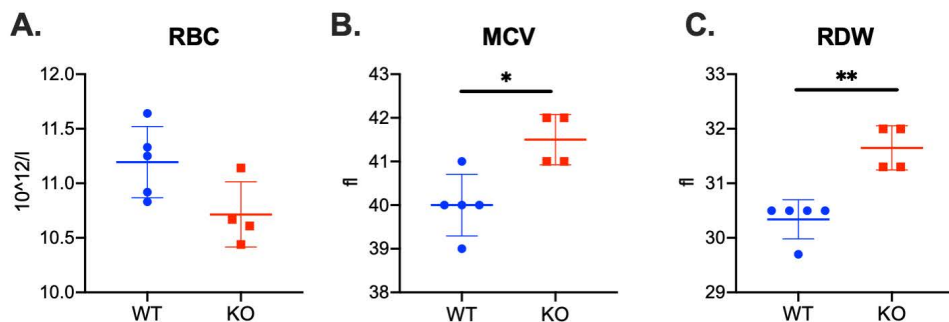 A.
RBC
10^12/l
12.0
11.5
11.0
10.5
10.0
WT
KO
B.
MCV
*
fl
43
42
41
40
39
38
WT
KO
C.
RDW
**
fl
33
32
31
30
29
WT
KO